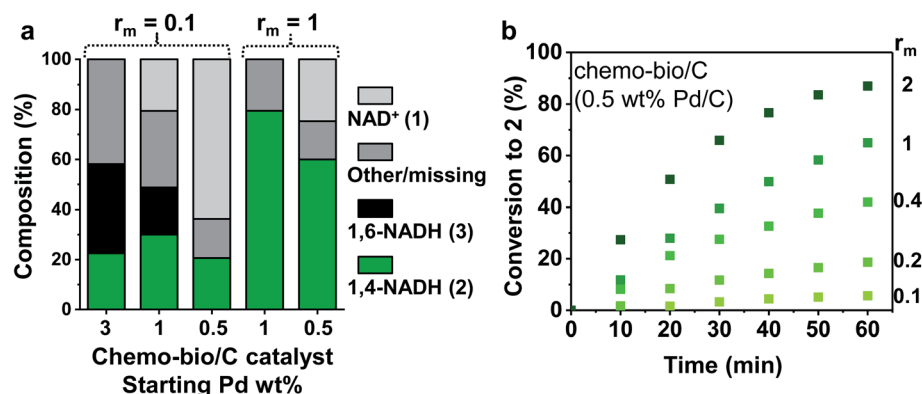 a
rm = 0.1
rm = 1
Composition (%)
100
80
60
40
20
0
3
1
0.5
1
0.5
Chemo-bio/C catalyst
Starting Pd wt%
NAD+ (1)
Other/missing
1,6-NADH (3)
1,4-NADH (2)
b
Conversion to 2 (%)
100
80
60
40
20
0
chemo-bio/C
(0.5 wt% Pd/C)
rm
2
1
0.4
0.2
0.1
0
10
20
30
40
50
60
Time (min)